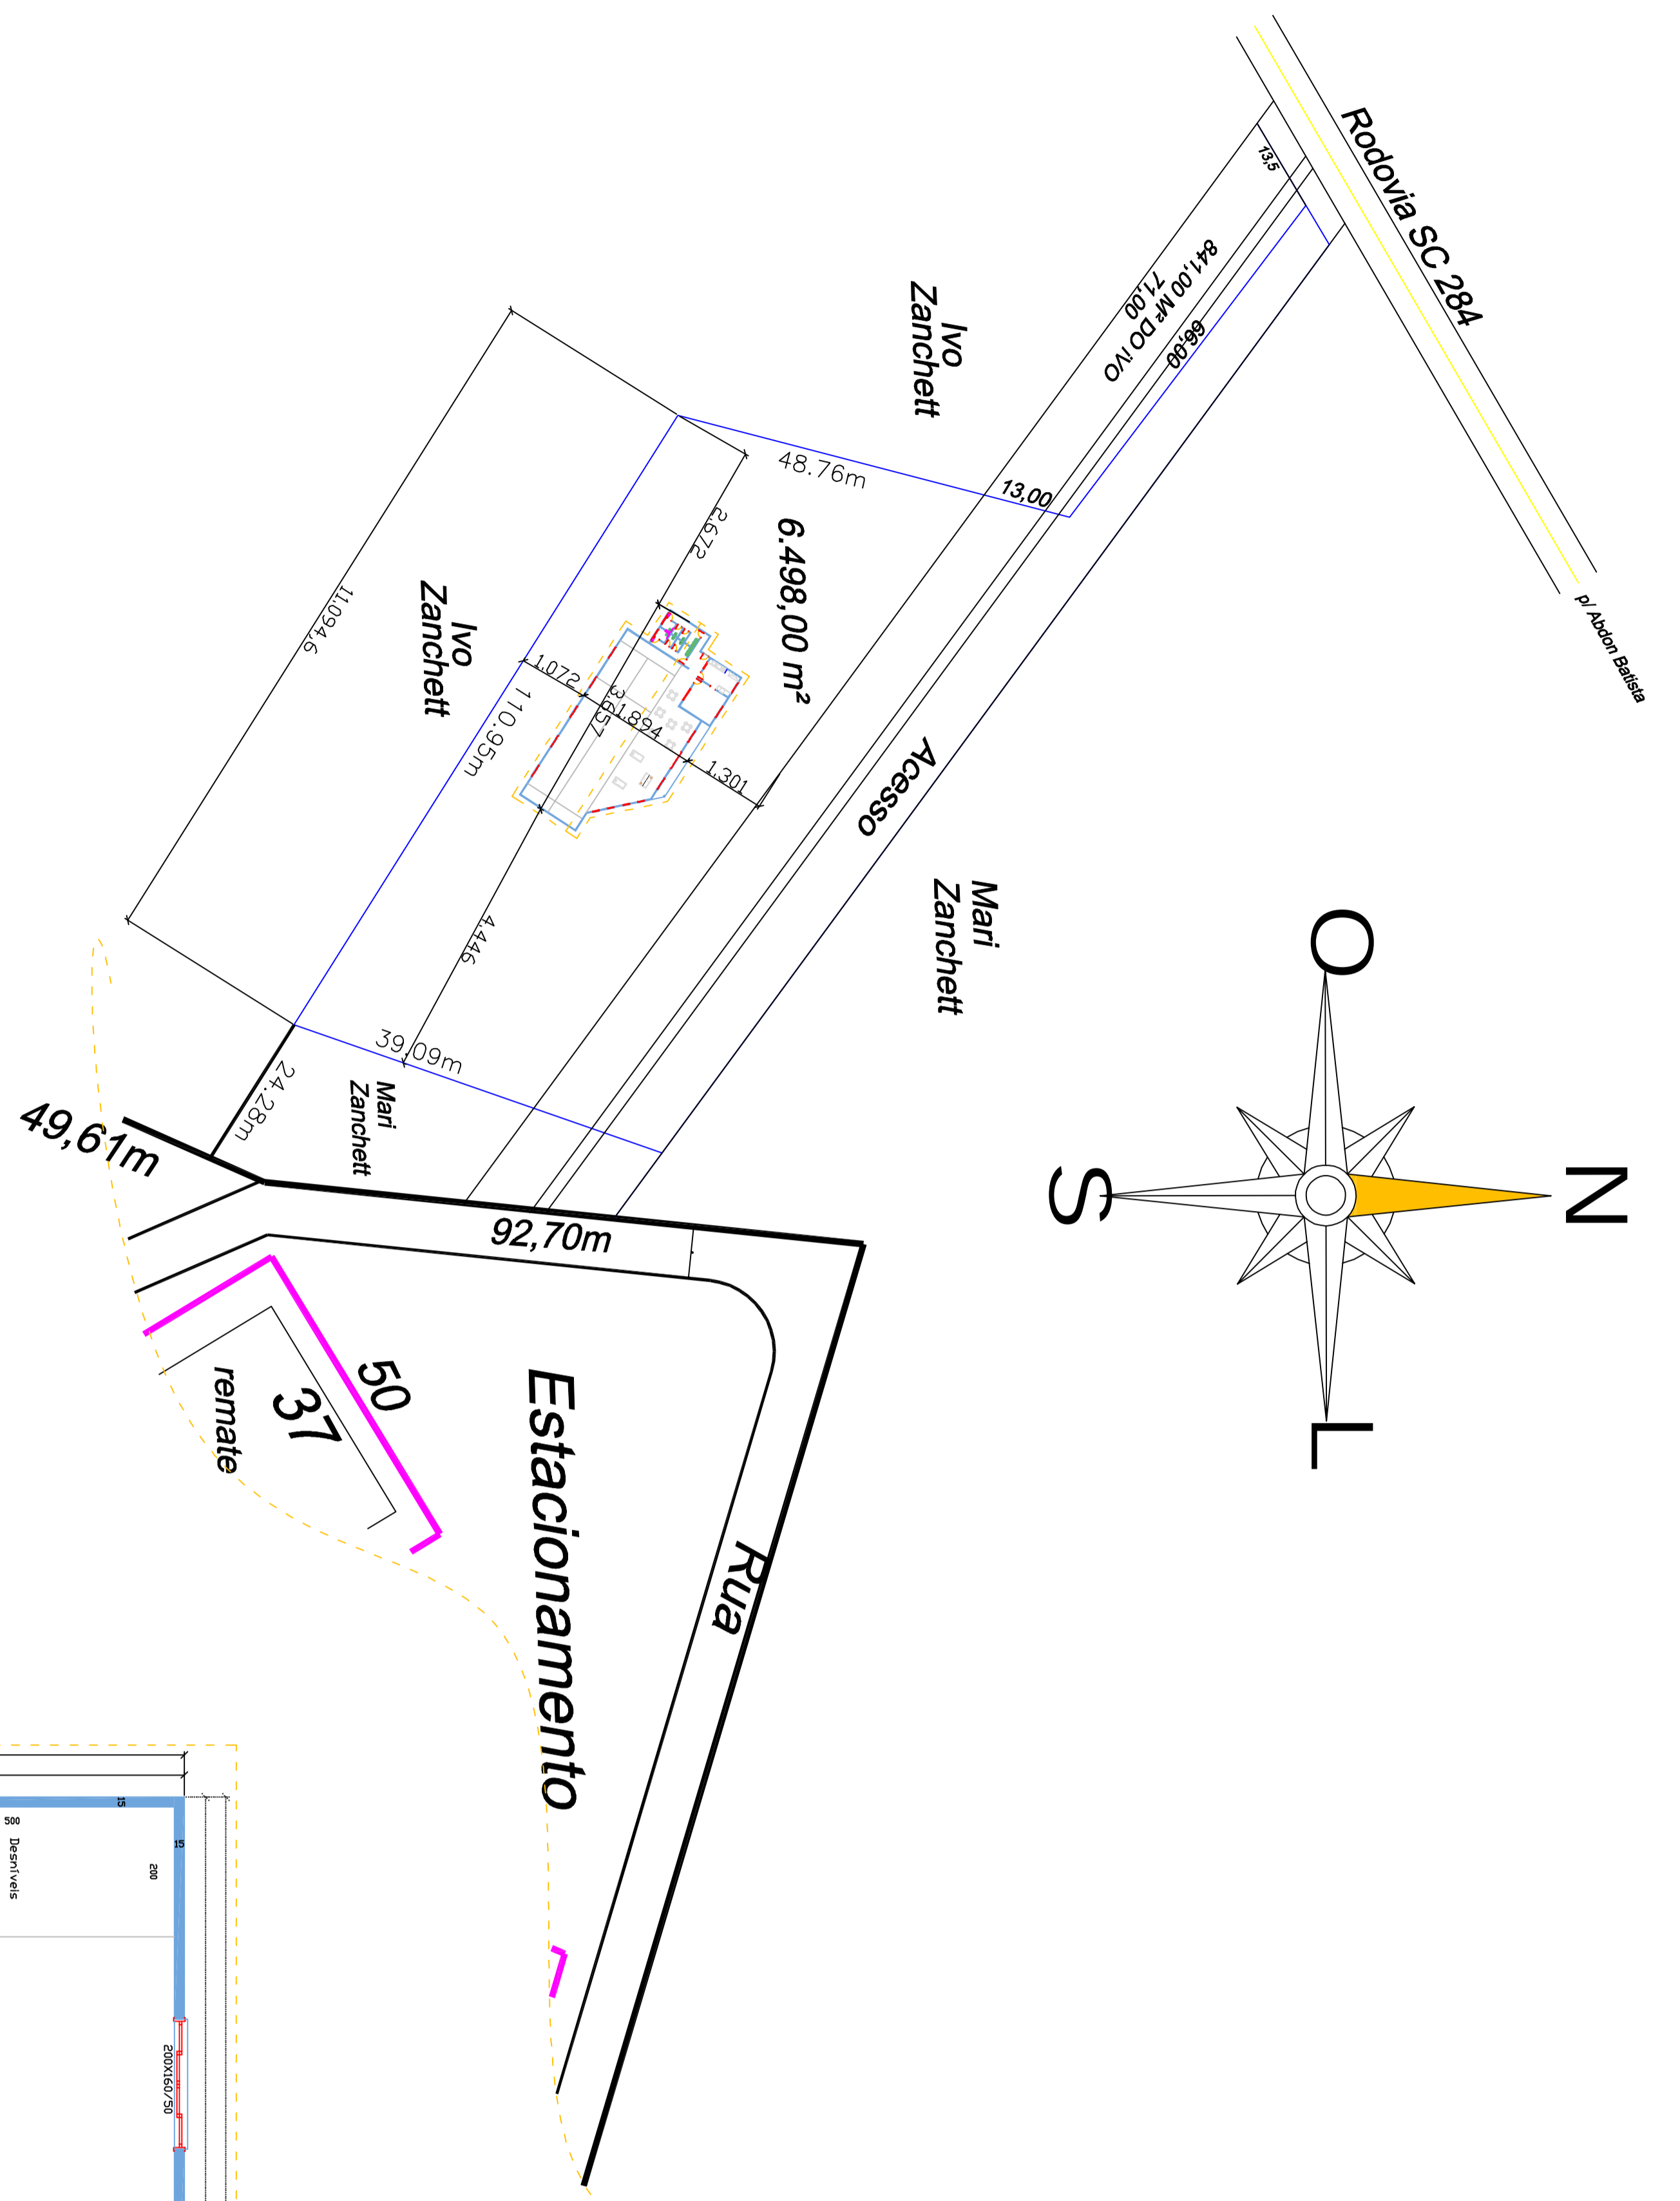 Rodovia SC 284
p/ Abdon Batista
13,5
841,00 M² DO IVO
71,00
66,00
Ivo
Zanchett
48.76m
13,00
6.498,00 m²
2.672
11.094,6
Ivo
Zanchett
1.072
3.657
1.894
1.301
110.95m
Acesso
Mari
Zanchett
4.446
39.09m
Mari
Zanchett
24.28m
49,61m
92,70m
N
S
O
L
50
37
remate
Estacionamento
Rua
15
15
200
500
Desníveis
200X160/50